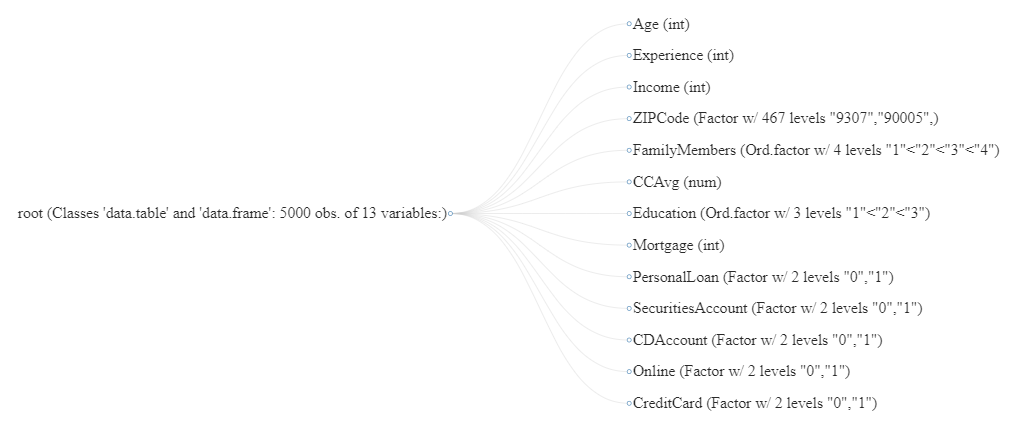 Age (int)
Experience (int)
Income (int)
ZIPCode (Factor w/ 467 levels "9307","90005",)
FamilyMembers (Ord.factor w/ 4 levels "1"<"2"<"3"<"4")
CCAvg (num)
root (Classes 'data.table' and 'data.frame': 5000 obs. of 13 variables:)
Education (Ord.factor w/ 3 levels "1"<"2"<"3")
Mortgage (int)
PersonalLoan (Factor w/ 2 levels "0","1")
SecuritiesAccount (Factor w/ 2 levels "0","1")
CDAccount (Factor w/ 2 levels "0","1")
Online (Factor w/ 2 levels "0","1")
CreditCard (Factor w/ 2 levels "0","1")